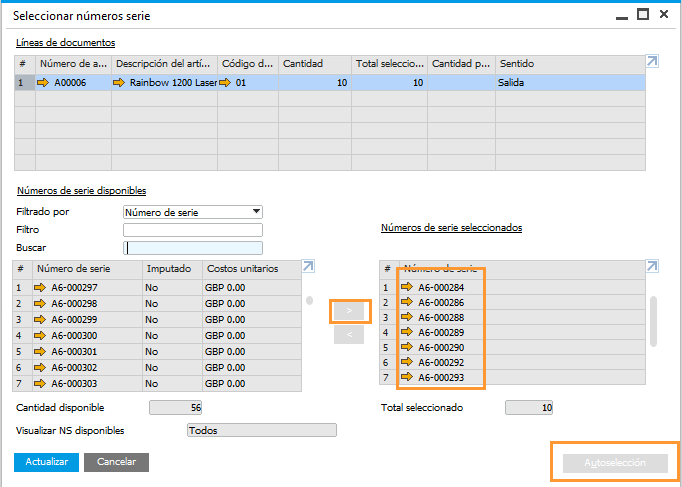 Seleccionar números serie
Líneas de documentos
# Número de a... Descripción del artí... Código d... Cantidad Total seleccio... Cantidad p... Sentido
1 A00006 Rainbow 1200 Laser 01 10 10 Salida
Números de serie disponibles
Filtrado por Número de serie
Filtro
Números de serie seleccionados
Buscar
# Número de serie Imputado Costos unitarios # Número de serie
1 A6-000297 No GBP 0.00 1 A6-000284
2 A6-000298 No GBP 0.00 2 A6-000286
3 A6-000299 No GBP 0.00 > 3 A6-000288
4 A6-000300 No GBP 0.00 < 4 A6-000289
5 A6-000301 No GBP 0.00 5 A6-000290
6 A6-000302 No GBP 0.00 6 A6-000292
7 A6-000303 No GBP 0.00 7 A6-000293
Cantidad disponible 56 Total seleccionado 10
Visualizar NS disponibles Todos
Actualizar Cancelar Autoselección